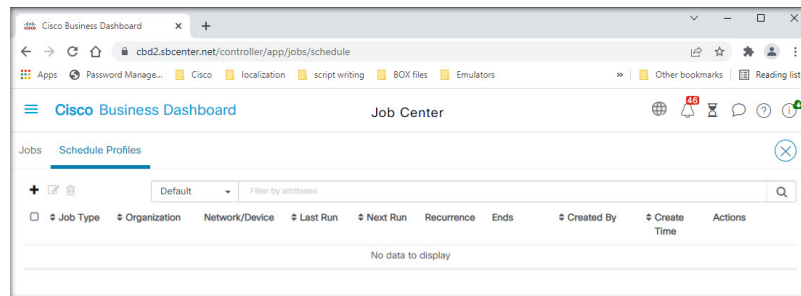 Cisco Business Dashboard
cbd2.sbcenter.net/controller/app/jobs/schedule
Apps Password Manage... Cisco localization script writing BOX files Emulators » Other bookmarks Reading list
Cisco Business Dashboard Job Center 46
Jobs Schedule Profiles
Default Filter by attributes
Job Type Organization Network/Device Last Run Next Run Recurrence Ends Created By Create Time Actions
No data to display